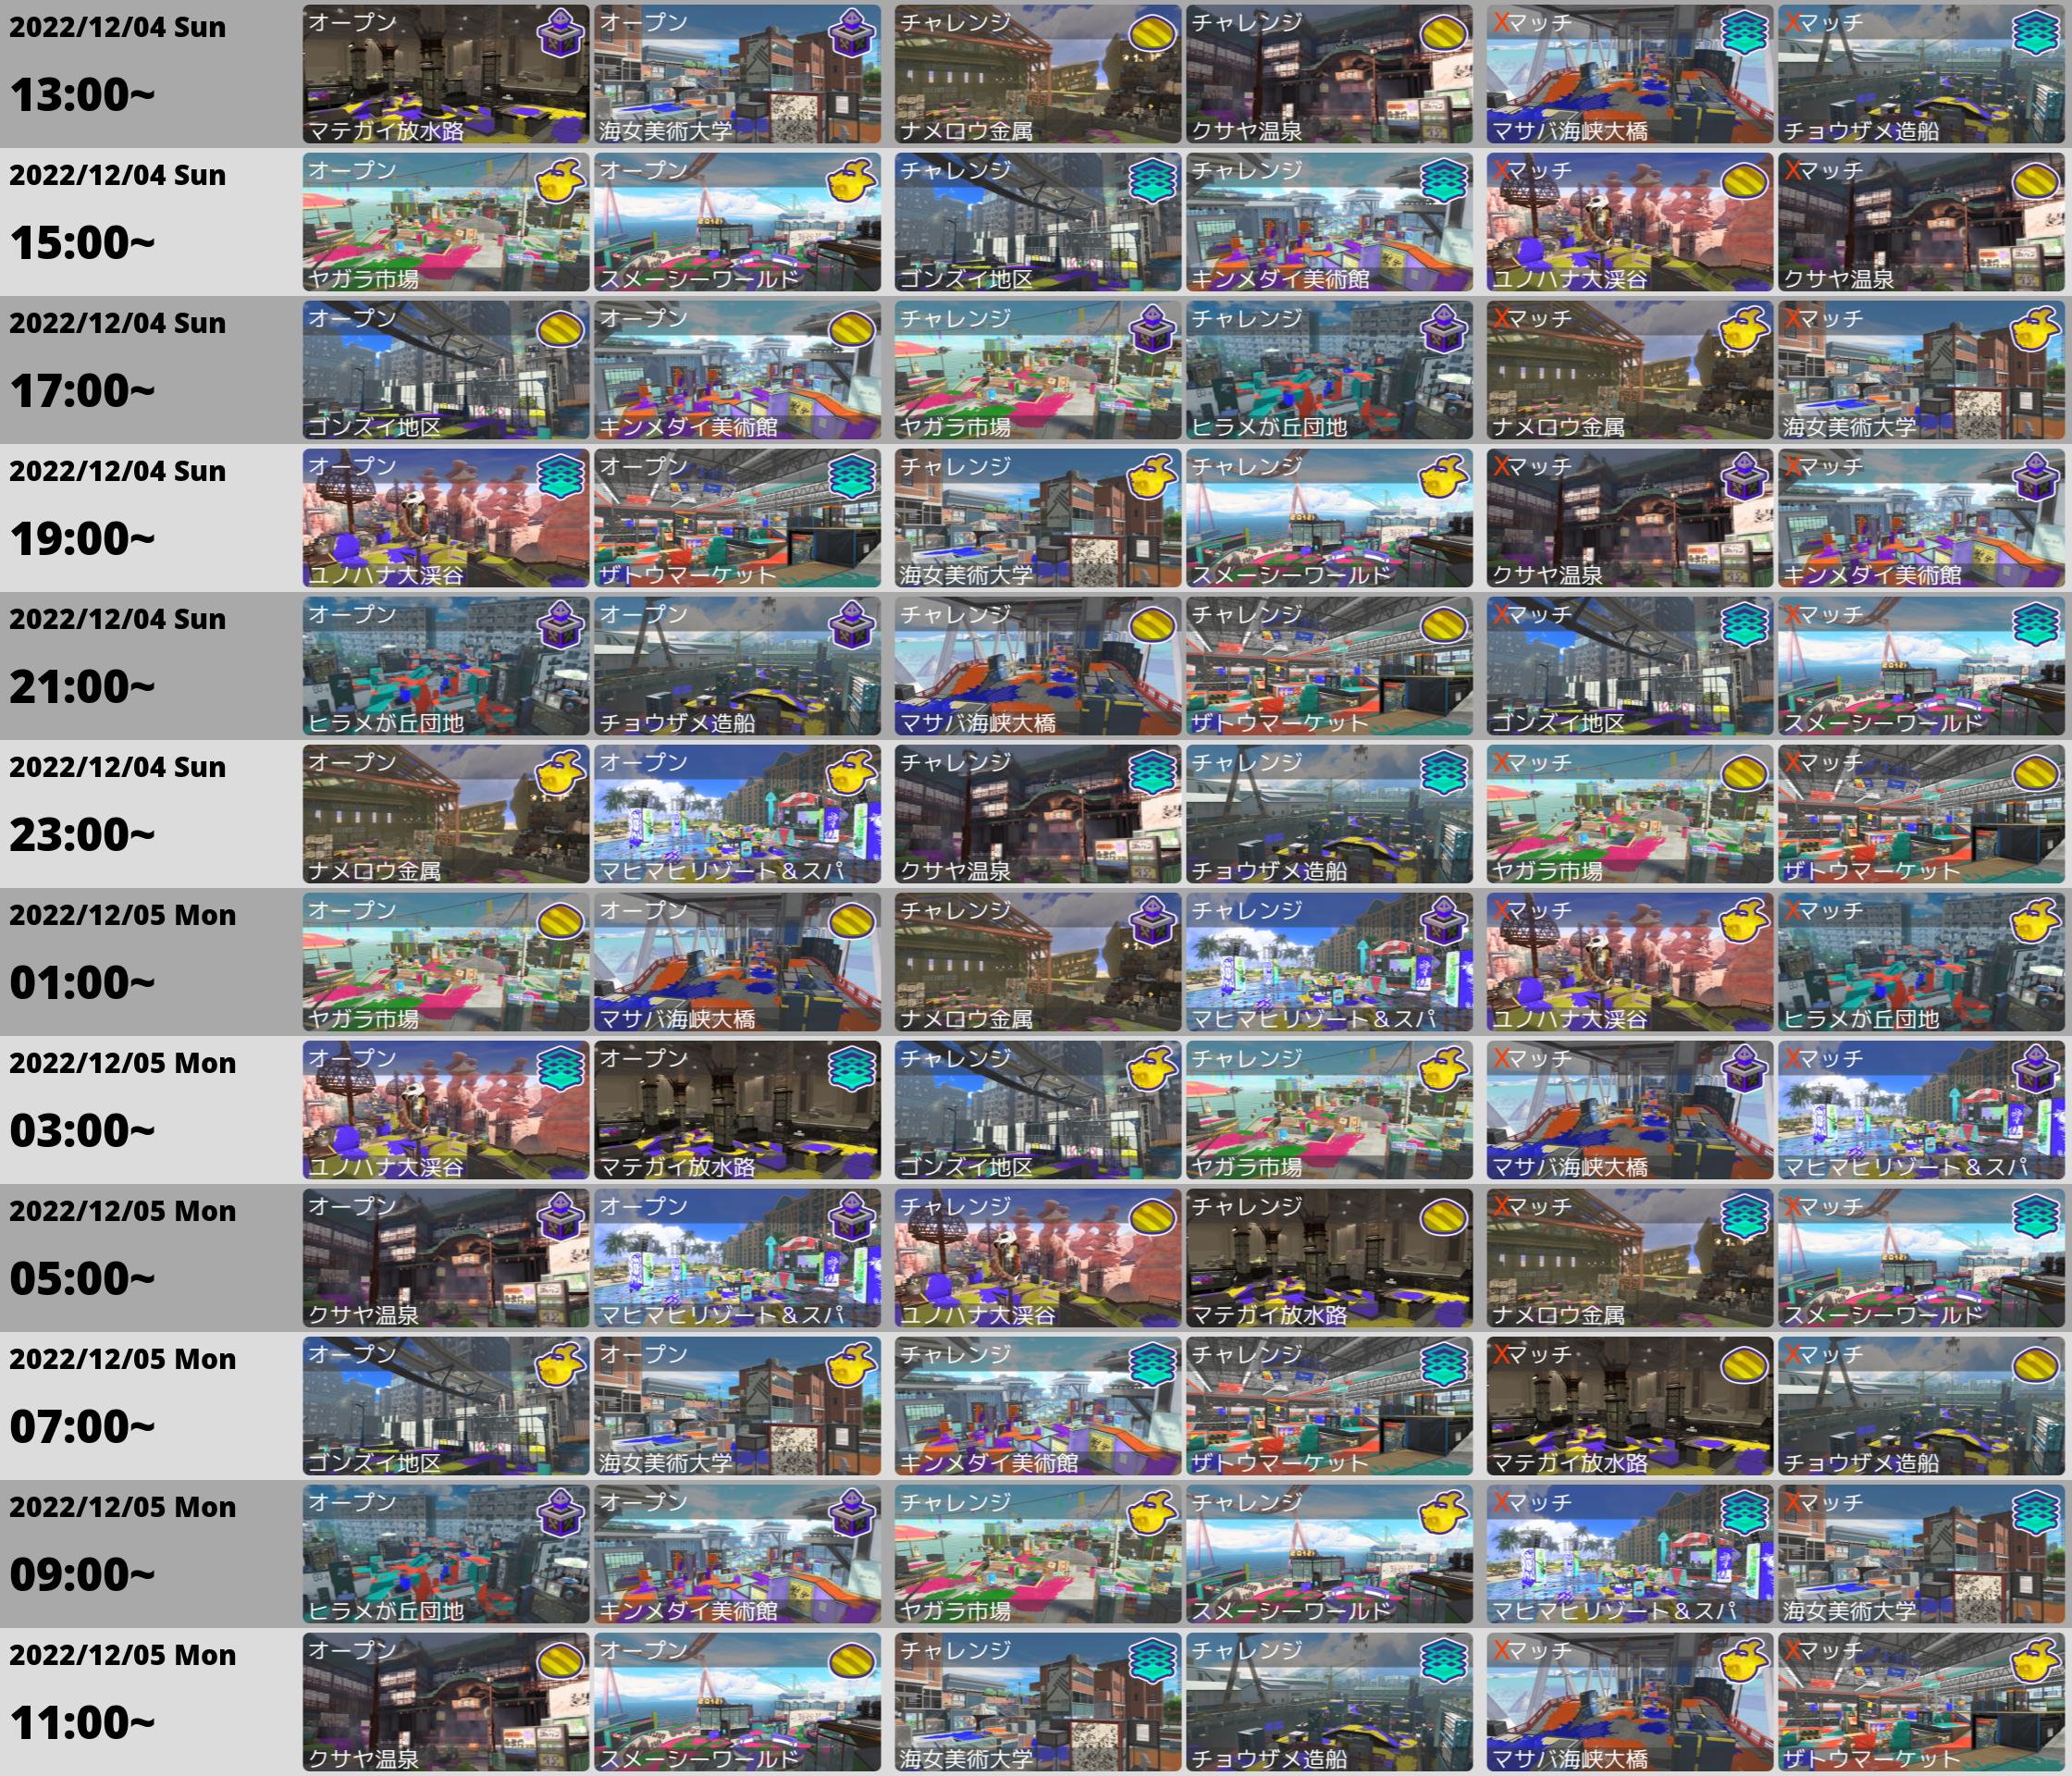 2022/12/04 Sun
13:00~
オープン オープン チャレンジ チャレンジ Xマッチ Xマッチ
マテガイ放水路 海女美術大学 ナメロウ金属 クサヤ温泉 マサバ海峡大橋 チョウザメ造船
2022/12/04 Sun
15:00~
オープン オープン チャレンジ チャレンジ Xマッチ Xマッチ
ヤガラ市場 スメーシーワールド ゴンズイ地区 キンメダイ美術館 ユノハナ大渓谷 クサヤ温泉
2022/12/04 Sun
17:00~
オープン オープン チャレンジ チャレンジ Xマッチ Xマッチ
ゴンズイ地区 キンメダイ美術館 ヤガラ市場 ヒラメが丘団地 ナメロウ金属 海女美術大学
2022/12/04 Sun
19:00~
オープン オープン チャレンジ チャレンジ Xマッチ Xマッチ
ユノハナ大渓谷 ザトウマーケット 海女美術大学 スメーシーワールド クサヤ温泉 キンメダイ美術館
2022/12/04 Sun
21:00~
オープン オープン チャレンジ チャレンジ Xマッチ Xマッチ
ヒラメが丘団地 チョウザメ造船 マサバ海峡大橋 ザトウマーケット ゴンズイ地区 スメーシーワールド
2022/12/04 Sun
23:00~
オープン オープン チャレンジ チャレンジ Xマッチ Xマッチ
ナメロウ金属 マヒマヒリゾート&スパ クサヤ温泉 チョウザメ造船 ヤガラ市場 ザトウマーケット
2022/12/05 Mon
01:00~
オープン オープン チャレンジ チャレンジ Xマッチ Xマッチ
ヤガラ市場 マサバ海峡大橋 ナメロウ金属 マヒマヒリゾート&スパ ユノハナ大渓谷 ヒラメが丘団地
2022/12/05 Mon
03:00~
オープン オープン チャレンジ チャレンジ Xマッチ Xマッチ
ユノハナ大渓谷 マテガイ放水路 ゴンズイ地区 ヤガラ市場 マサバ海峡大橋 マヒマヒリゾート&スパ
2022/12/05 Mon
05:00~
オープン オープン チャレンジ チャレンジ Xマッチ Xマッチ
クサヤ温泉 マヒマヒリゾート&スパ ユノハナ大渓谷 マテガイ放水路 ナメロウ金属 スメーシーワールド
2022/12/05 Mon
07:00~
オープン オープン チャレンジ チャレンジ Xマッチ Xマッチ
ゴンズイ地区 海女美術大学 キンメダイ美術館 ザトウマーケット マテガイ放水路 チョウザメ造船
2022/12/05 Mon
09:00~
オープン オープン チャレンジ チャレンジ Xマッチ Xマッチ
ヒラメが丘団地 キンメダイ美術館 ヤガラ市場 スメーシーワールド マヒマヒリゾート&スパ 海女美術大学
2022/12/05 Mon
11:00~
オープン オープン チャレンジ チャレンジ Xマッチ Xマッチ
クサヤ温泉 スメーシーワールド 海女美術大学 チョウザメ造船 マサバ海峡大橋 ザトウマーケット